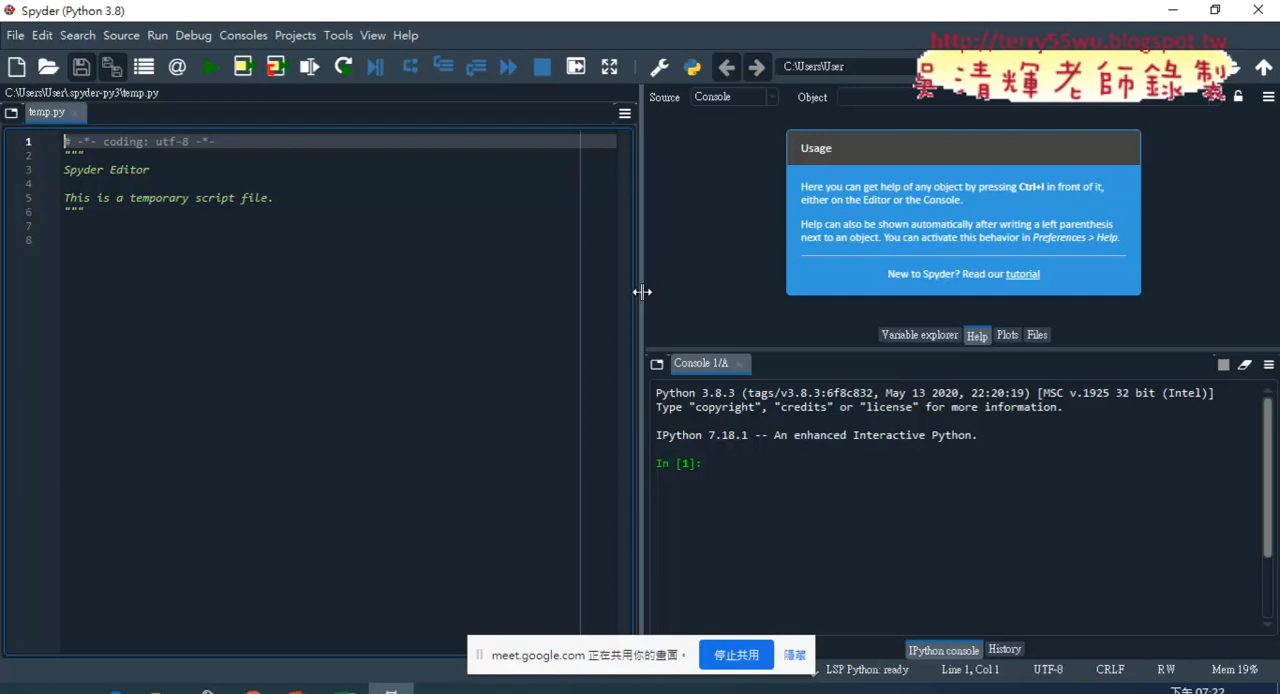 Spyder (Python 3.8)
File Edit Search Source Run Debug Consoles Projects Tools View Help
http://terry55wu.blogspot.tw
吳清輝老師錄製
C:\Users\User
C:\Users\User\.spyder-py3\temp.py
temp.py
1 # -*- coding: utf-8 -*-
2 """
3 Spyder Editor
4
5 This is a temporary script file.
6 """
7
8
Source Console Object
Usage
Here you can get help of any object by pressing Ctrl+I in front of it,
either on the Editor or the Console.
Help can also be shown automatically after writing a left parenthesis
next to an object. You can activate this behavior in Preferences > Help.
New to Spyder? Read our tutorial
Variable explorer Help Plots Files
Console 1/A
Python 3.8.3 (tags/v3.8.3:6f8c832, May 13 2020, 22:20:19) [MSC v.1925 32 bit (Intel)]
Type "copyright", "credits" or "license" for more information.
IPython 7.18.1 -- An enhanced Interactive Python.
In [1]:
IPython console History
meet.google.com 正在共用你的畫面。 停止共用 隱藏
LSP Python: ready Line 1, Col 1 UTF-8 CRLF RW Mem 19%
下午 07:22